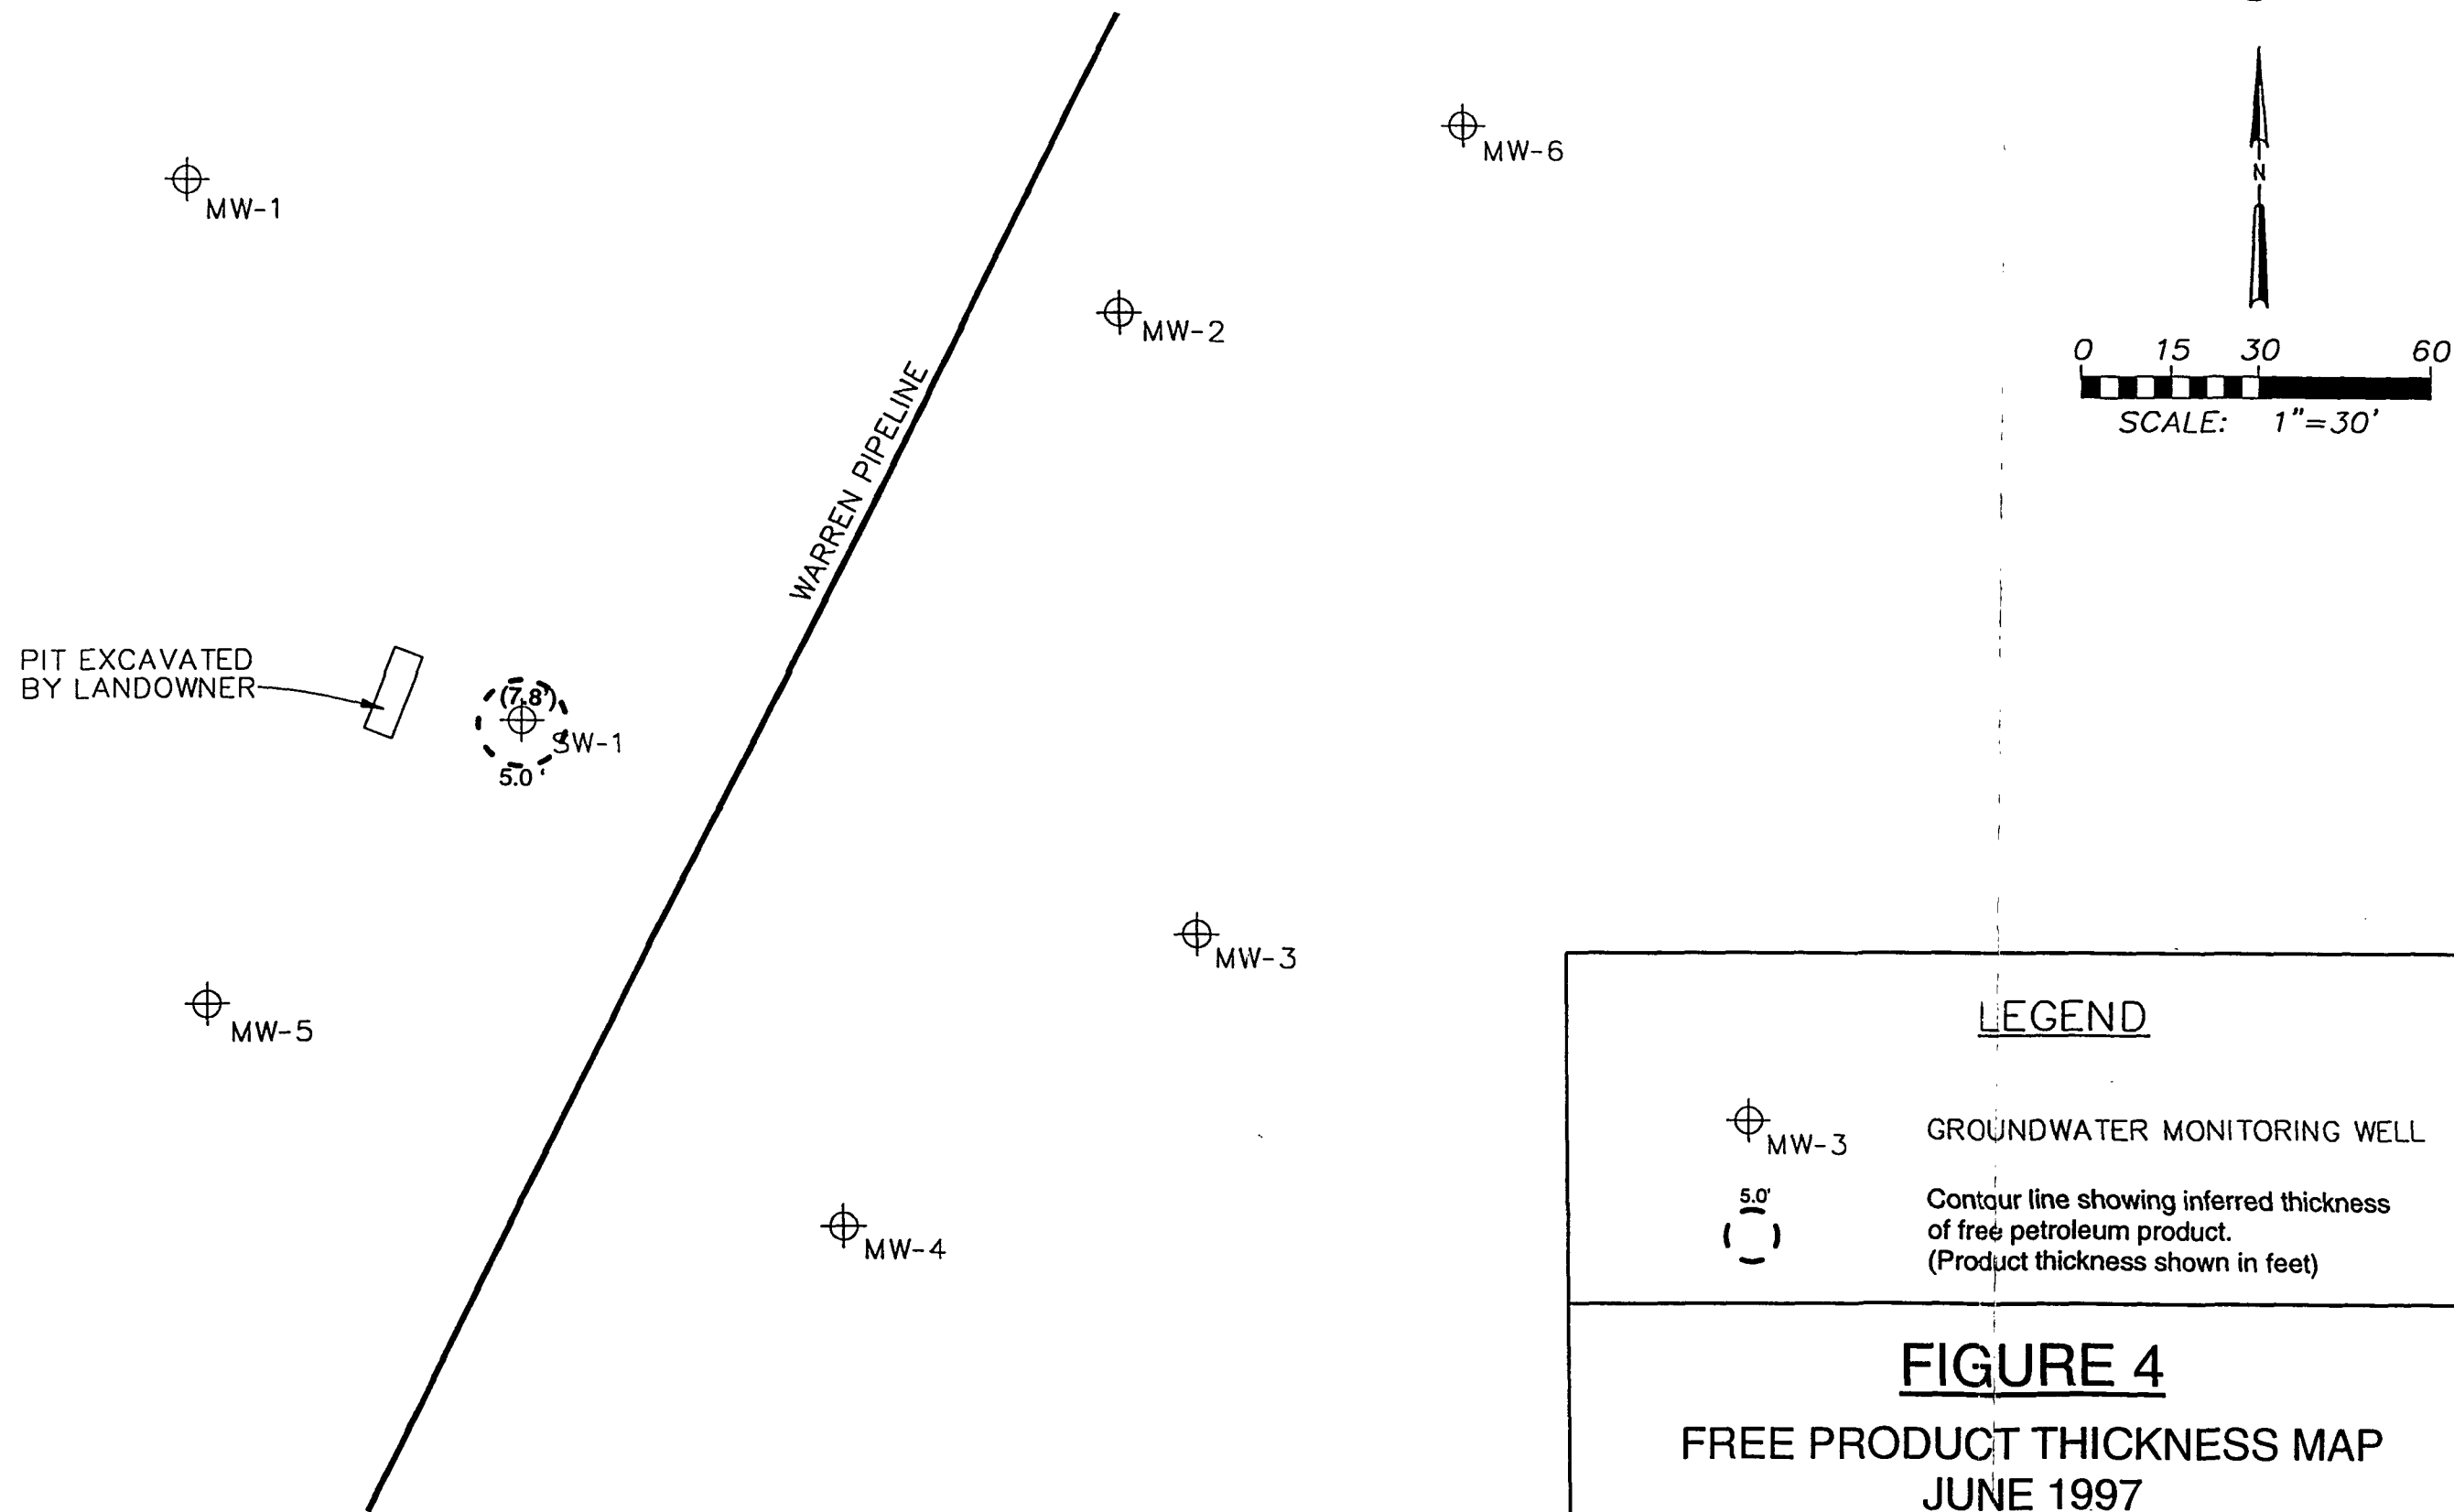 MW-6
MW-1
N
MW-2
0 15 30 60
SCALE: 1"=30'
WARREN PIPELINE
PIT EXCAVATED
BY LANDOWNER
(7.8')
SW-1
5.0'
MW-3
MW-5
MW-4
LEGEND
MW-3 GROUNDWATER MONITORING WELL
5.0'
Contour line showing inferred thickness
of free petroleum product.
(Product thickness shown in feet)
FIGURE 4
FREE PRODUCT THICKNESS MAP
JUNE 1997